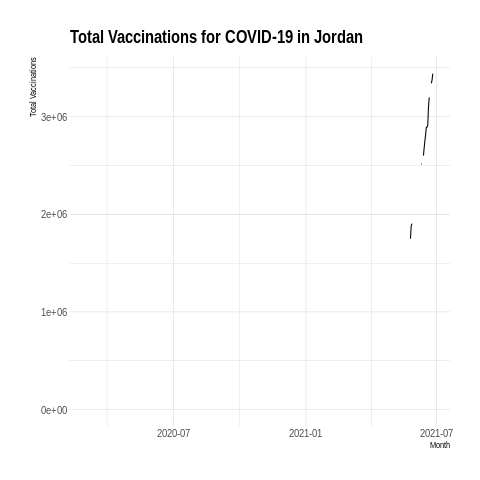 Total Vaccinations for COVID-19 in Jordan
Total Vaccinations
3e+06
2e+06
1e+06
0e+00
2020-07 2021-01 2021-07
Month